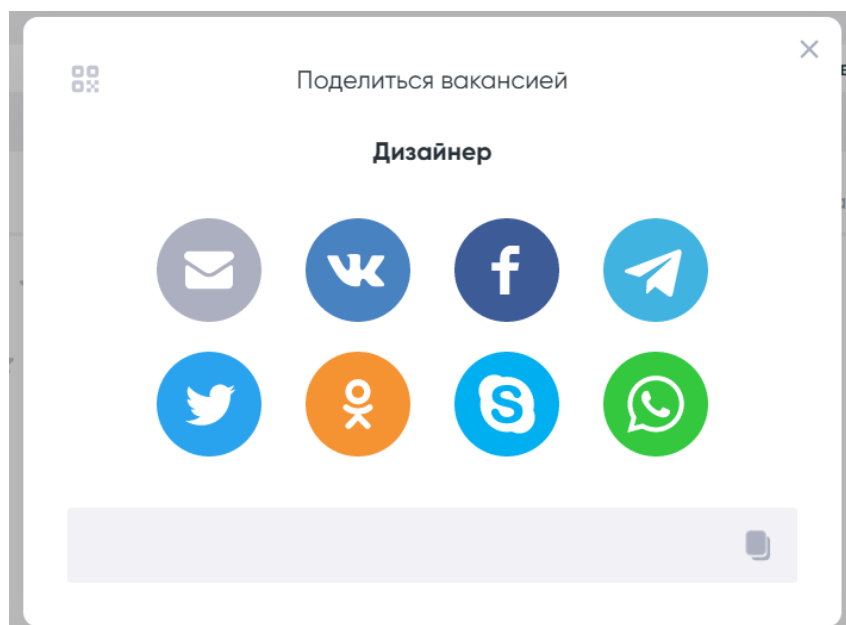 Поделиться вакансией
Дизайнер